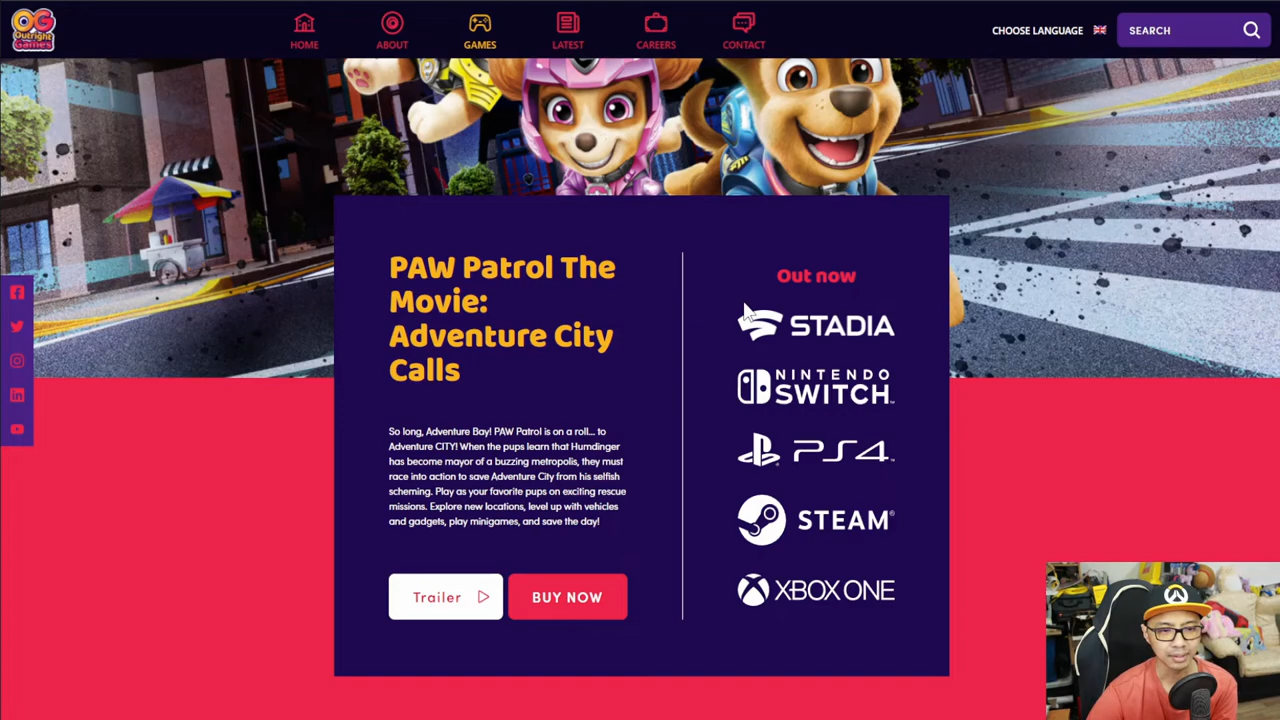 OG
Outright
Games
HOME
ABOUT
GAMES
LATEST
CAREERS
CONTACT
CHOOSE LANGUAGE
SEARCH
PAW Patrol The
Movie:
Adventure City
Calls
So long, Adventure Bay! PAW Patrol is on a roll... to
Adventure CITY! When the pups learn that Humdinger
has become mayor of a buzzing metropolis, they must
race into action to save Adventure City from his selfish
scheming. Play as your favorite pups on exciting rescue
missions. Explore new locations, level up with vehicles
and gadgets, play minigames, and save the day!
Trailer
BUY NOW
Out now
STADIA
NINTENDO
SWITCH™
PS4™
STEAM®
XBOX ONE